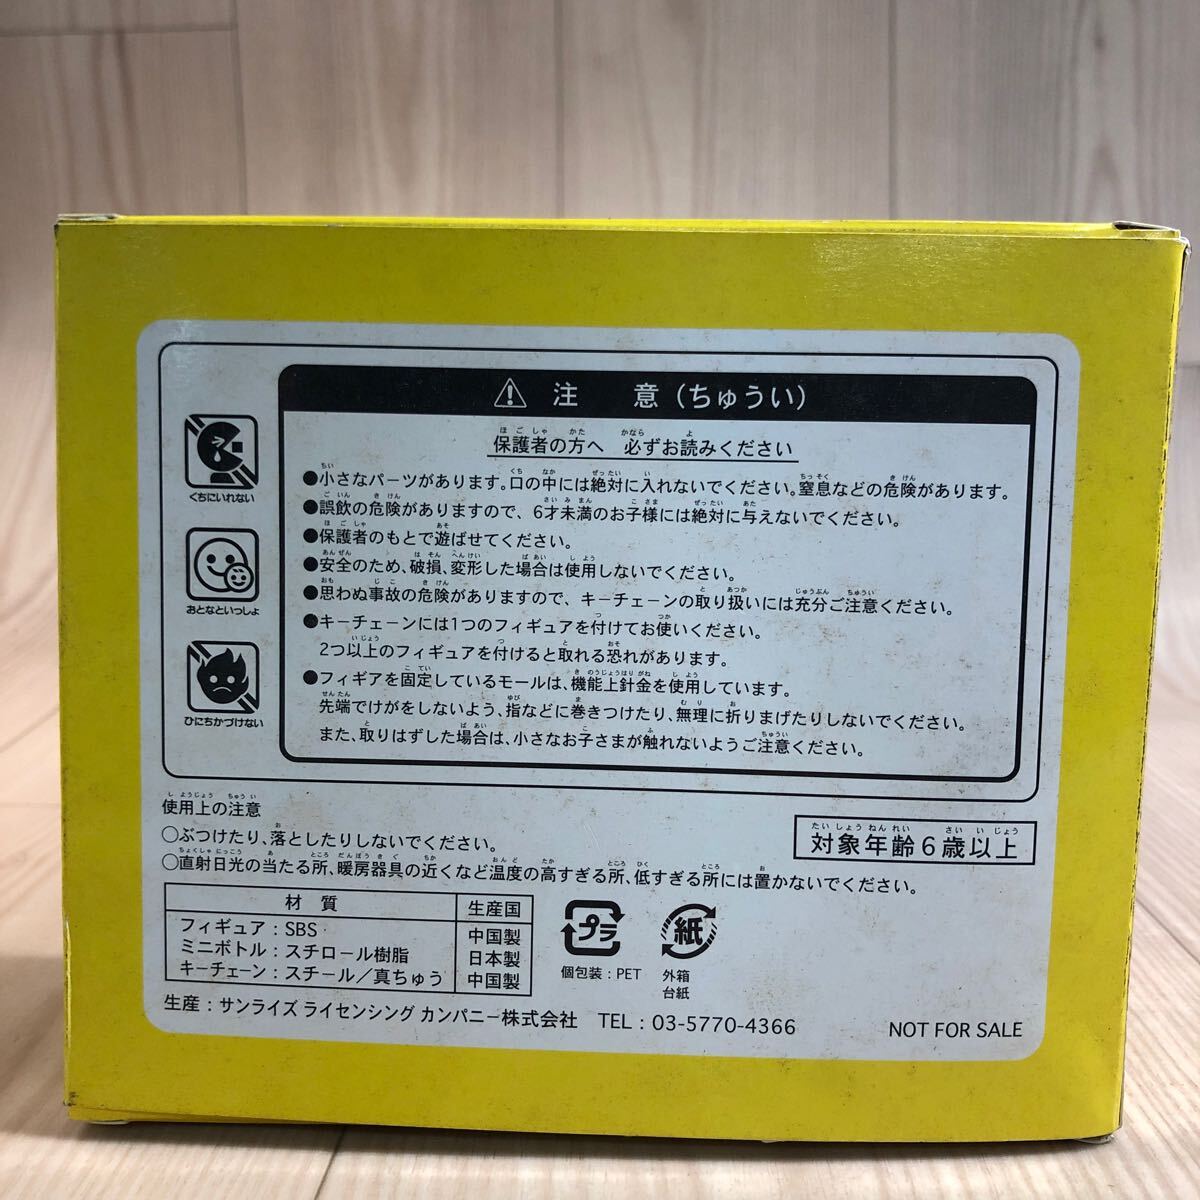 ⚠ 注 意（ちゅうい）
保護者の方へ 必ずお読みください
●小さなパーツがあります。口の中には絶対に入れないでください。窒息などの危険があります。
●誤飲の危険がありますので、6才未満のお子様には絶対に与えないでください。
●保護者のもとで遊ばせてください。
●安全のため、破損、変形した場合は使用しないでください。
●思わぬ事故の危険がありますので、キーチェーンの取り扱いには充分ご注意ください。
●キーチェーンには1つのフィギュアを付けてお使いください。
2つ以上のフィギュアを付けると取れる恐れがあります。
●フィギアを固定しているモールは、機能上針金を使用しています。
先端でけがをしないよう、指などに巻きつけたり、無理に折りまげたりしないでください。
また、取りはずした場合は、小さなお子さまが触れないようご注意ください。
くちにいれない
おとなといっしょ
ひにちかづけない
使用上の注意
○ぶつけたり、落としたりしないでください。
○直射日光の当たる所、暖房器具の近くなど温度の高すぎる所、低すぎる所には置かないでください。
対象年齢6歳以上
材 質 生産国
フィギュア：SBS 中国製
ミニボトル：スチロール樹脂 日本製
キーチェーン：スチール／真ちゅう 中国製
プラ
個包装：PET
紙
外箱
台紙
生産：サンライズ ライセンシング カンパニー株式会社 TEL：03-5770-4366
NOT FOR SALE